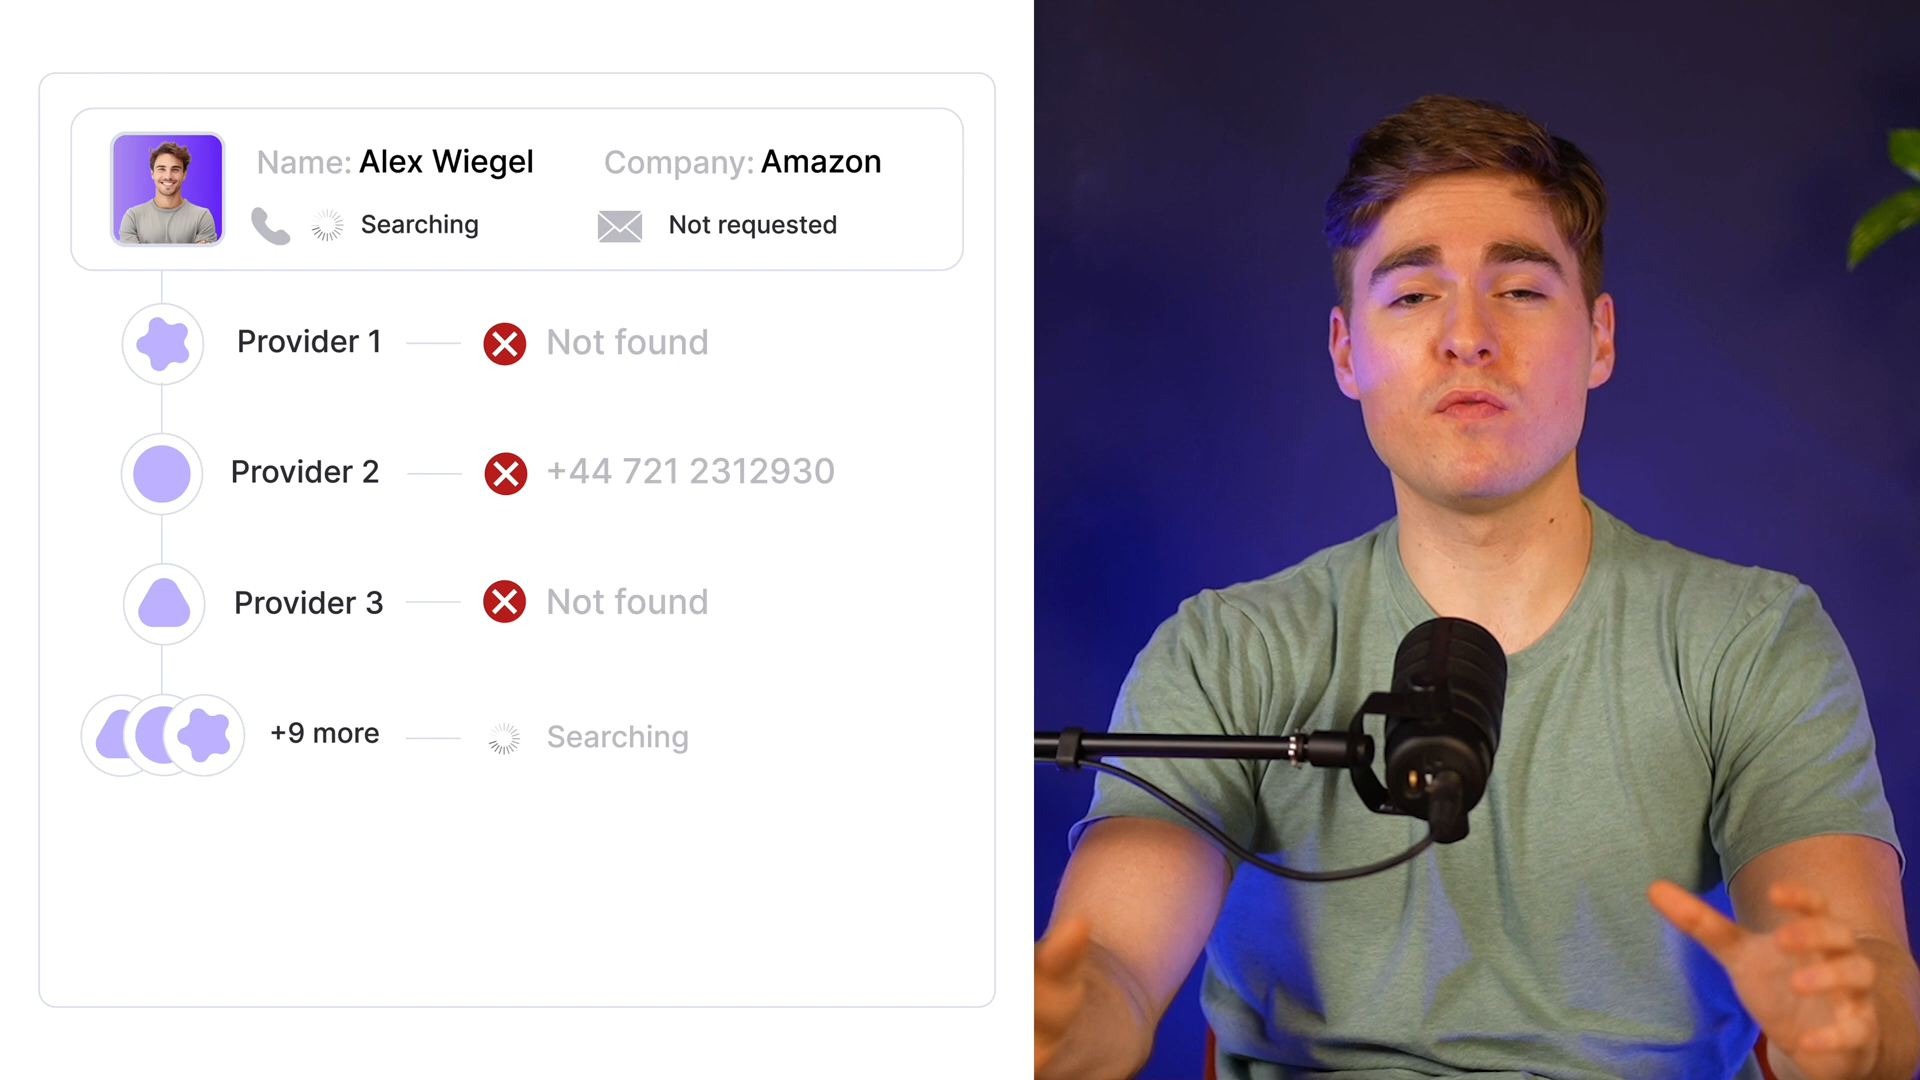 Name: Alex Wiegel Company: Amazon
Searching Not requested
Provider 1 Not found
Provider 2 +44 721 2312930
Provider 3 Not found
+9 more Searching